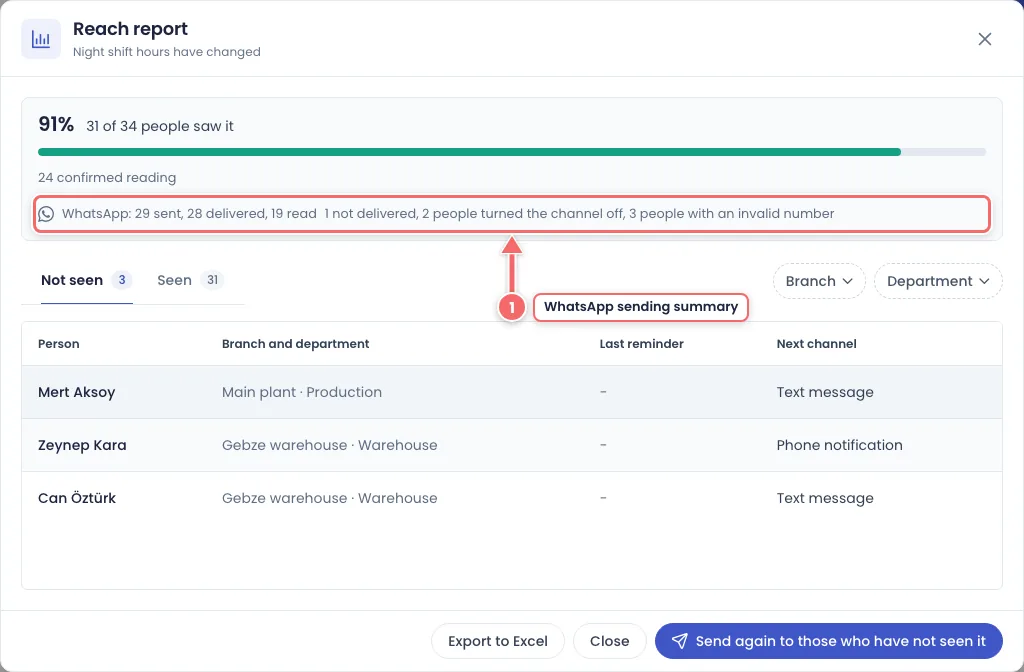 Reach report
Night shift hours have changed
91% 31 of 34 people saw it
24 confirmed reading
WhatsApp: 29 sent, 28 delivered, 19 read 1 not delivered, 2 people turned the channel off, 3 people with an invalid number
Not seen 3 Seen 31 Branch Department
1 WhatsApp sending summary
Person Branch and department Last reminder Next channel
Mert Aksoy Main plant · Production - Text message
Zeynep Kara Gebze warehouse · Warehouse - Phone notification
Can Öztürk Gebze warehouse · Warehouse - Text message
Export to Excel Close Send again to those who have not seen it